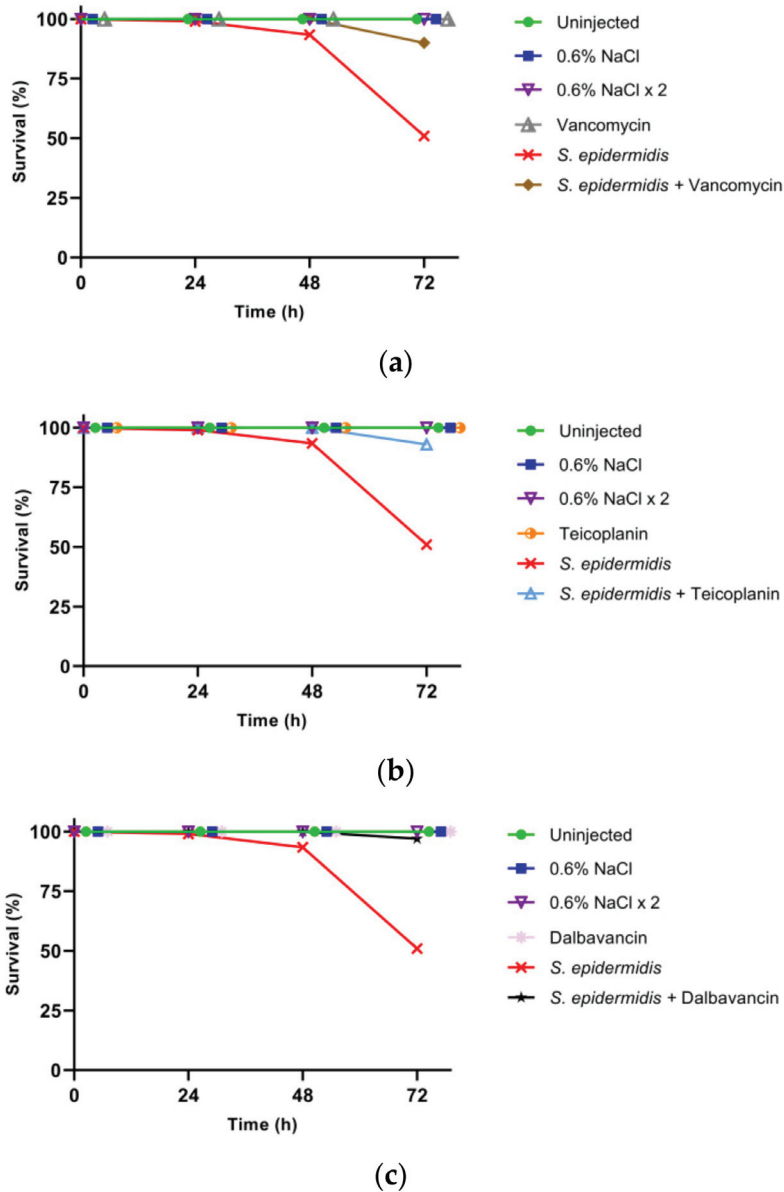 100
75
50
25
0
Survival (%)
0 24 48 72
Time (h)
Uninjected
0.6% NaCl
0.6% NaCl x 2
Vancomycin
S. epidermidis
S. epidermidis + Vancomycin
(a)
100
75
50
25
0
Survival (%)
0 24 48 72
Time (h)
Uninjected
0.6% NaCl
0.6% NaCl x 2
Teicoplanin
S. epidermidis
S. epidermidis + Teicoplanin
(b)
100
75
50
25
0
Survival (%)
0 24 48 72
Time (h)
Uninjected
0.6% NaCl
0.6% NaCl x 2
Dalbavancin
S. epidermidis
S. epidermidis + Dalbavancin
(c)